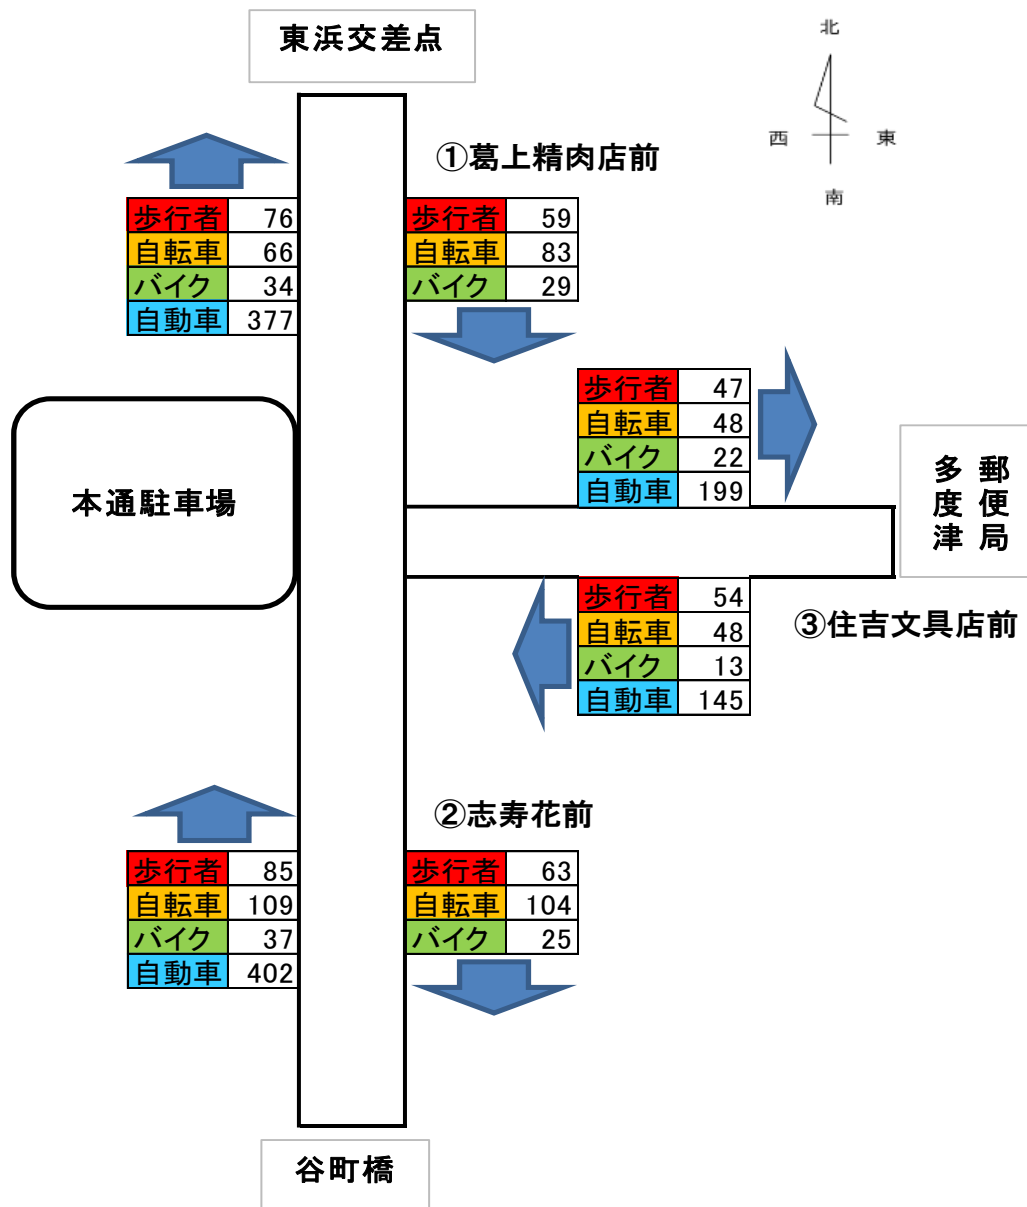 東浜交差点
北
西 東
南
①葛上精肉店前
歩行者 76
自転車 66
バイク 34
自動車 377
歩行者 59
自転車 83
バイク 29
歩行者 47
自転車 48
バイク 22
自動車 199
本通駐車場
多度津
郵便局
歩行者 54
自転車 48
バイク 13
自動車 145
③住吉文具店前
②志寿花前
歩行者 85
自転車 109
バイク 37
自動車 402
歩行者 63
自転車 104
バイク 25
谷町橋